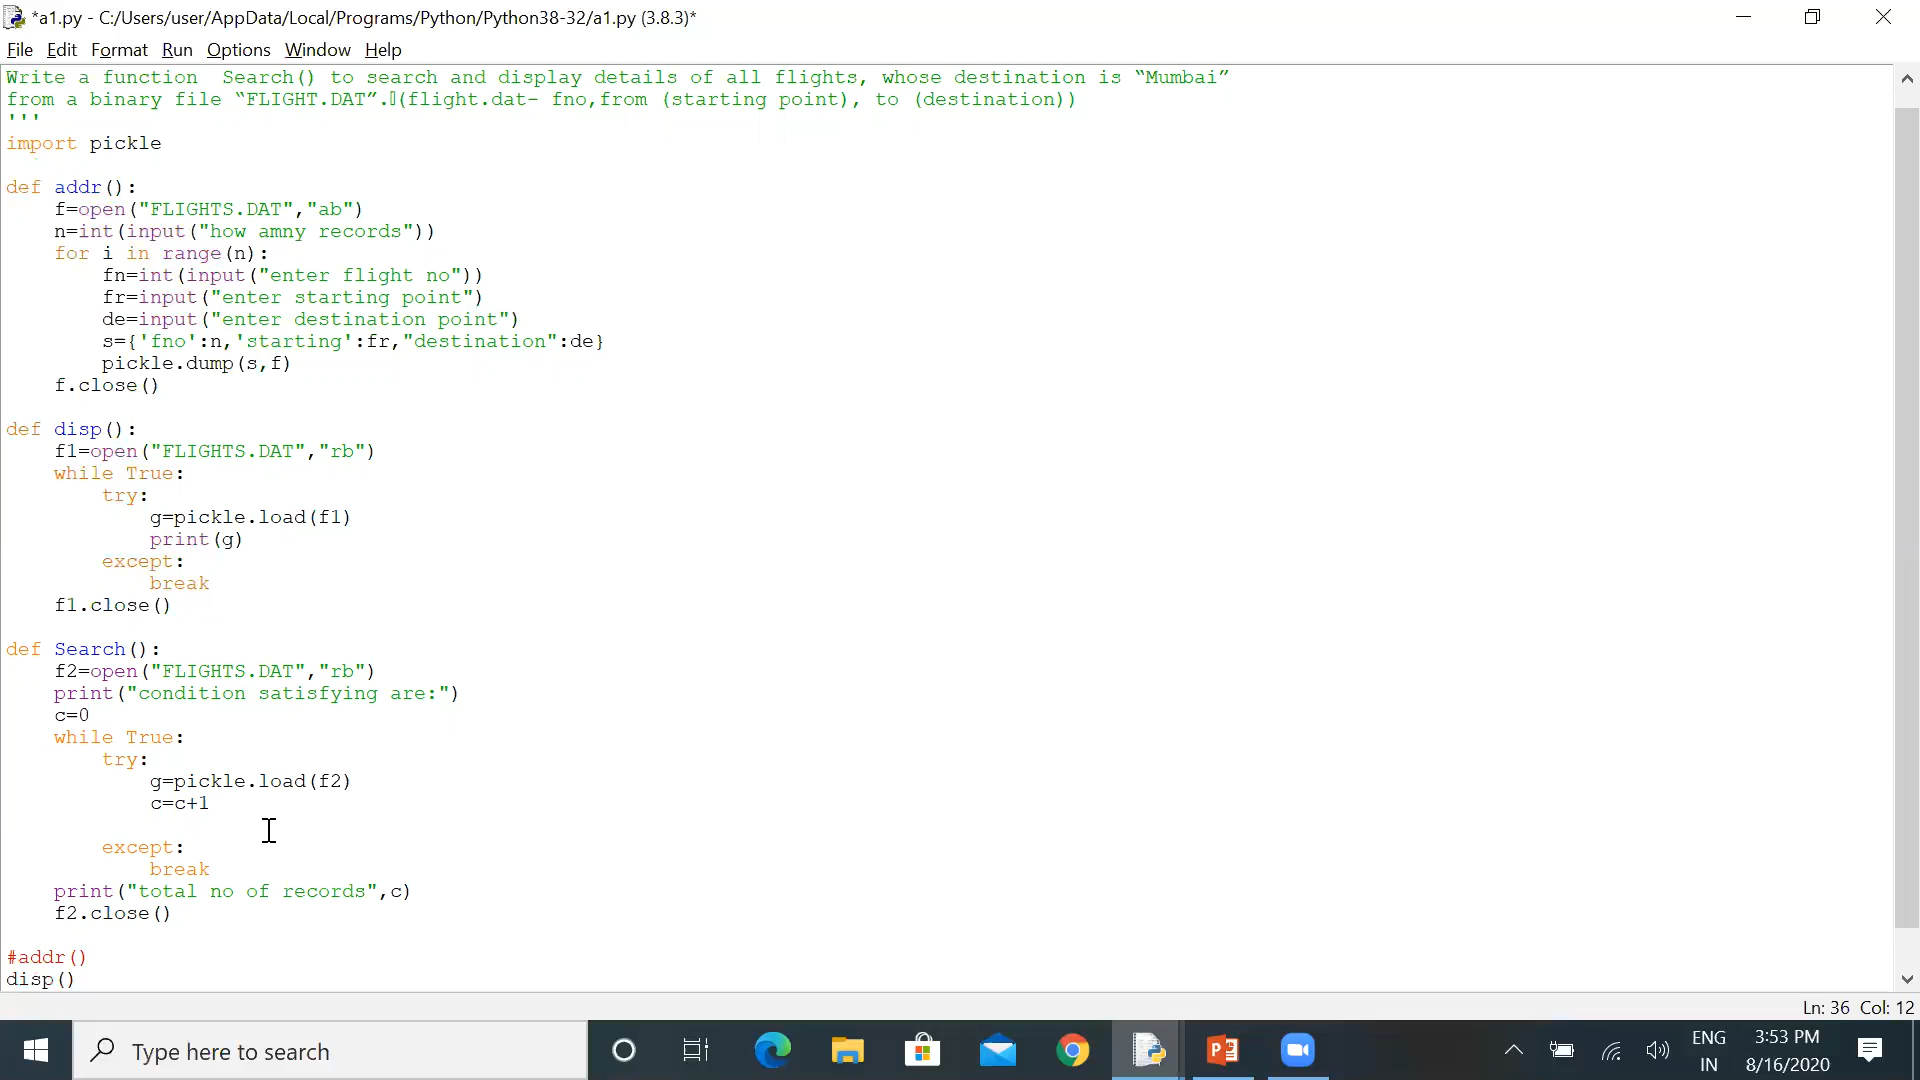 *a1.py - C:/Users/user/AppData/Local/Programs/Python/Python38-32/a1.py (3.8.3)*
File Edit Format Run Options Window Help
Write a function  Search() to search and display details of all flights, whose destination is “Mumbai”
from a binary file “FLIGHT.DAT”.(flight.dat- fno,from (starting point), to (destination))
'''
import pickle
def addr():
    f=open("FLIGHTS.DAT","ab")
    n=int(input("how amny records"))
    for i in range(n):
        fn=int(input("enter flight no"))
        fr=input("enter starting point")
        de=input("enter destination point")
        s={'fno':n,'starting':fr,"destination":de}
        pickle.dump(s,f)
    f.close()
def disp():
    f1=open("FLIGHTS.DAT","rb")
    while True:
        try:
            g=pickle.load(f1)
            print(g)
        except:
            break
    f1.close()
def Search():
    f2=open("FLIGHTS.DAT","rb")
    print("condition satisfying are:")
    c=0
    while True:
        try:
            g=pickle.load(f2)
            c=c+1
        except:
            break
    print("total no of records",c)
    f2.close()
#addr()
disp()
Ln: 36 Col: 12
Type here to search
ENG
IN
3:53 PM
8/16/2020